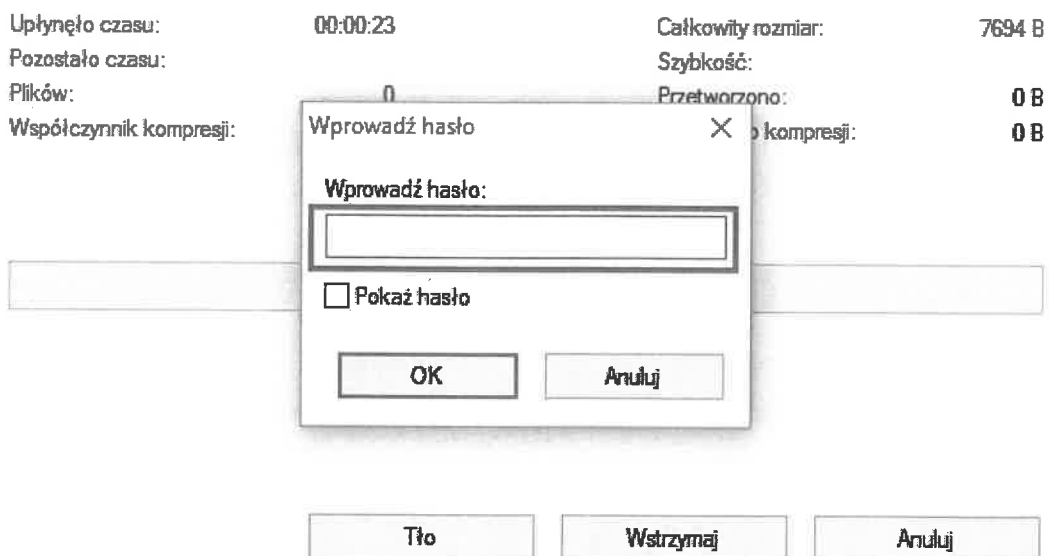 Upłynęło czasu: 00:00:23 Całkowity rozmiar: 7694 B
Pozostało czasu: Szybkość:
Plików: 0 Przetworzono: 0 B
Współczynnik kompresji: kompresji: 0 B
Wprowadź hasło
Wprowadź hasło:
Pokaż hasło
OK Anuluj
Tło Wstrzymaj Anuluj